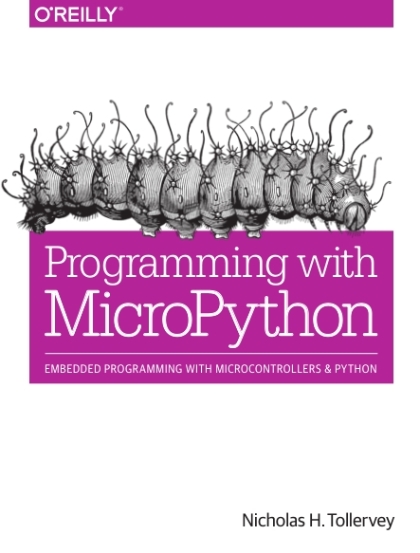 O'REILLY®
Programming with
MicroPython
EMBEDDED PROGRAMMING WITH MICROCONTROLLERS & PYTHON
Nicholas H. Tollervey